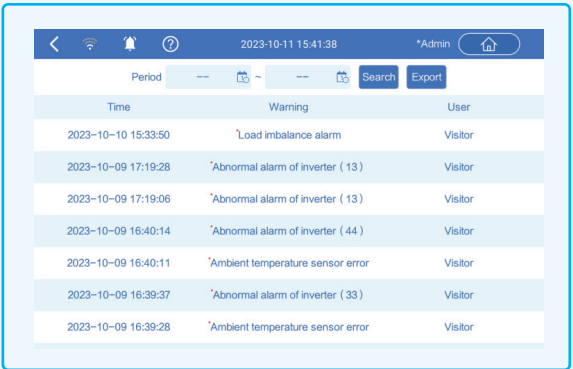 2023-10-11 15:41:38 *Admin
Period -- ~ -- Search Export
Time Warning User
2023-10-10 15:33:50 *Load imbalance alarm Visitor
2023-10-09 17:19:28 *Abnormal alarm of inverter (13) Visitor
2023-10-09 17:19:06 *Abnormal alarm of inverter (13) Visitor
2023-10-09 16:40:14 *Abnormal alarm of inverter (44) Visitor
2023-10-09 16:40:11 *Ambient temperature sensor error Visitor
2023-10-09 16:39:37 *Abnormal alarm of inverter (33) Visitor
2023-10-09 16:39:28 *Ambient temperature sensor error Visitor